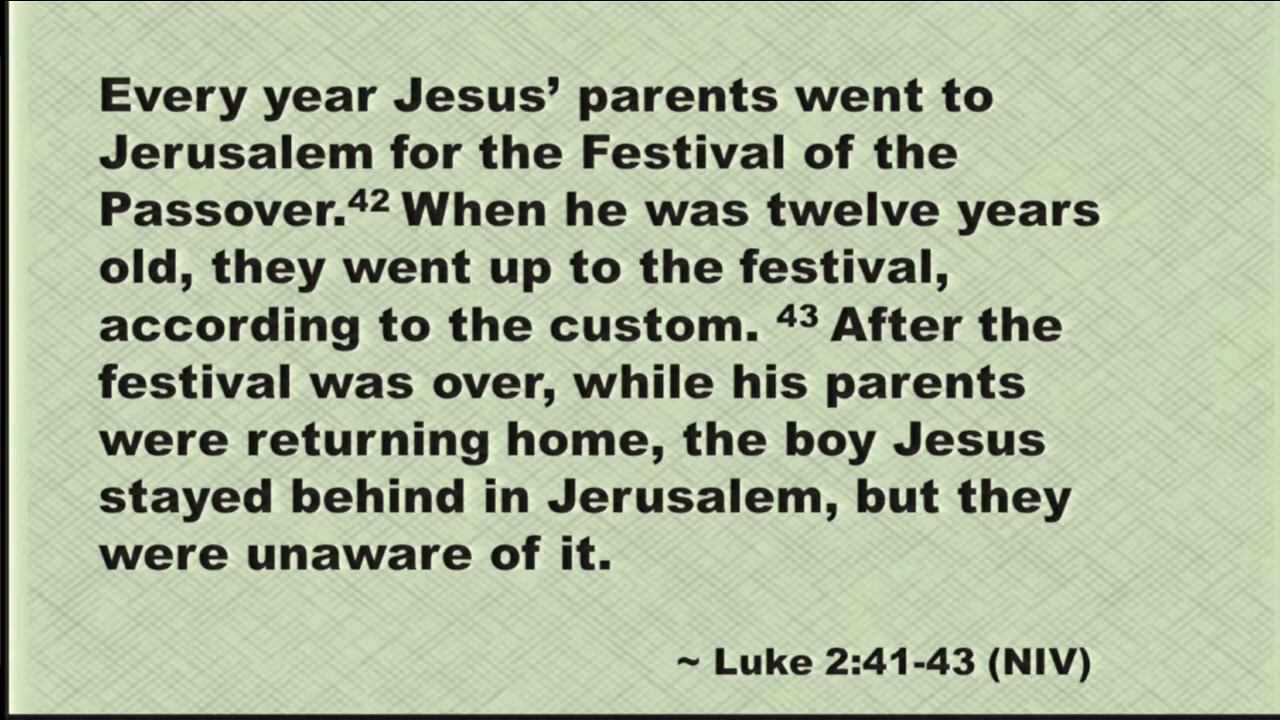 Every year Jesus’ parents went to
Jerusalem for the Festival of the
Passover.⁴² When he was twelve years
old, they went up to the festival,
according to the custom. ⁴³ After the
festival was over, while his parents
were returning home, the boy Jesus
stayed behind in Jerusalem, but they
were unaware of it.
~ Luke 2:41-43 (NIV)